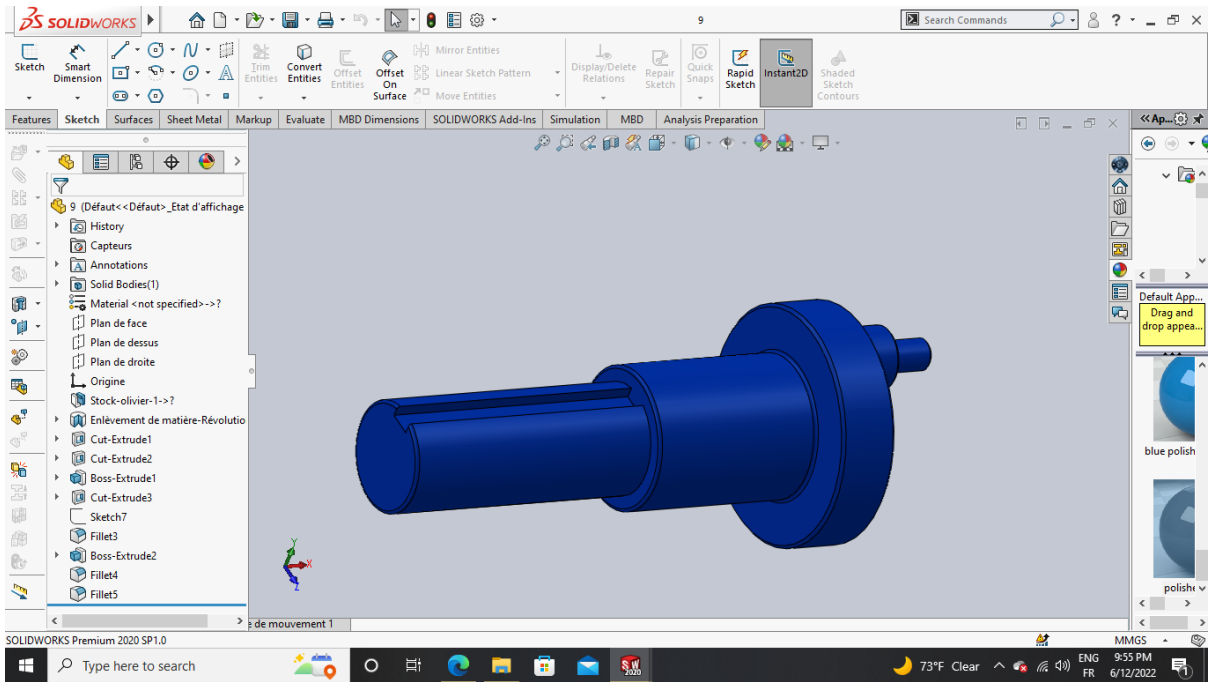 SOLIDWORKS
9
Search Commands
Sketch
Smart Dimension
Trim Entities
Convert Entities
Offset Entities
Offset On Surface
Mirror Entities
Linear Sketch Pattern
Move Entities
Display/Delete Relations
Repair Sketch
Quick Snaps
Rapid Sketch
Instant2D
Shaded Sketch Contours
Features Sketch Surfaces Sheet Metal Markup Evaluate MBD Dimensions SOLIDWORKS Add-Ins Simulation MBD Analysis Preparation
Ap...
9 (Défaut<<Défaut>_Etat d'affichage
History
Capteurs
Annotations
Solid Bodies(1)
Material <not specified>->?
Plan de face
Plan de dessus
Plan de droite
Origine
Stock-olivier-1->?
Enlèvement de matière-Révolutio
Cut-Extrude1
Cut-Extrude2
Boss-Extrude1
Cut-Extrude3
Sketch7
Fillet3
Boss-Extrude2
Fillet4
Fillet5
Y
X
Z
Default App...
Drag and drop appea...
blue polish
polishe
e de mouvement 1
SOLIDWORKS Premium 2020 SP1.0
MMGS
Type here to search
SW 2020
73°F Clear
ENG
FR
9:55 PM
6/12/2022
1